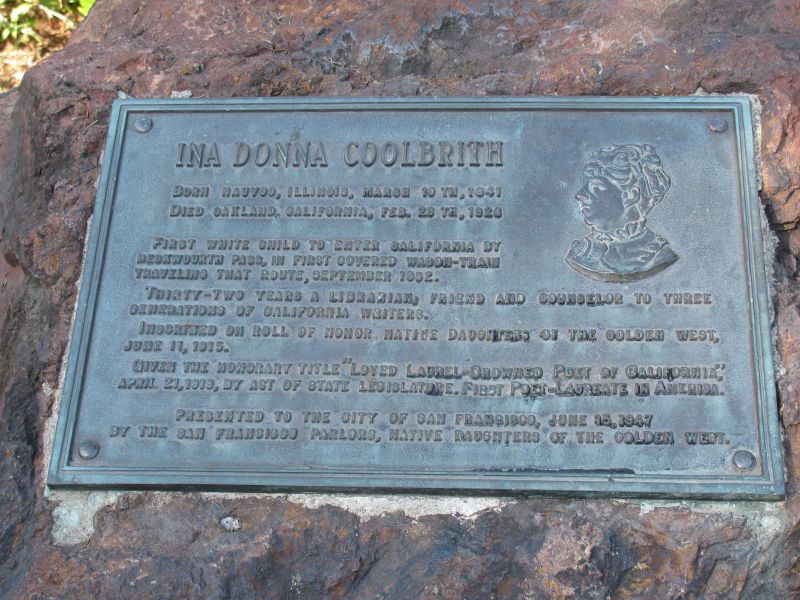 INA DONNA COOLBRITH
BORN NAUVOO, ILLINOIS, MARCH 10TH, 1841
DIED OAKLAND, CALIFORNIA, FEB. 29TH, 1928
FIRST WHITE CHILD TO ENTER CALIFORNIA BY
BECKWOURTH PASS, IN FIRST COVERED WAGON-TRAIN
TRAVELING THAT ROUTE, SEPTEMBER 1852.
THIRTY-TWO YEARS A LIBRARIAN; FRIEND AND COUNSELOR TO THREE
GENERATIONS OF CALIFORNIA WRITERS.
INSCRIBED ON ROLL OF HONOR NATIVE DAUGHTERS OF THE GOLDEN WEST,
JUNE 11, 1915.
GIVEN THE HONORARY TITLE "LOVED LAUREL-CROWNED POET OF CALIFORNIA",
APRIL 21, 1919, BY ACT OF STATE LEGISLATURE. FIRST POET-LAUREATE IN AMERICA.
PRESENTED TO THE CITY OF SAN FRANCISCO, JUNE 15, 1947
BY THE SAN FRANCISCO PARLORS, NATIVE DAUGHTERS OF THE GOLDEN WEST.